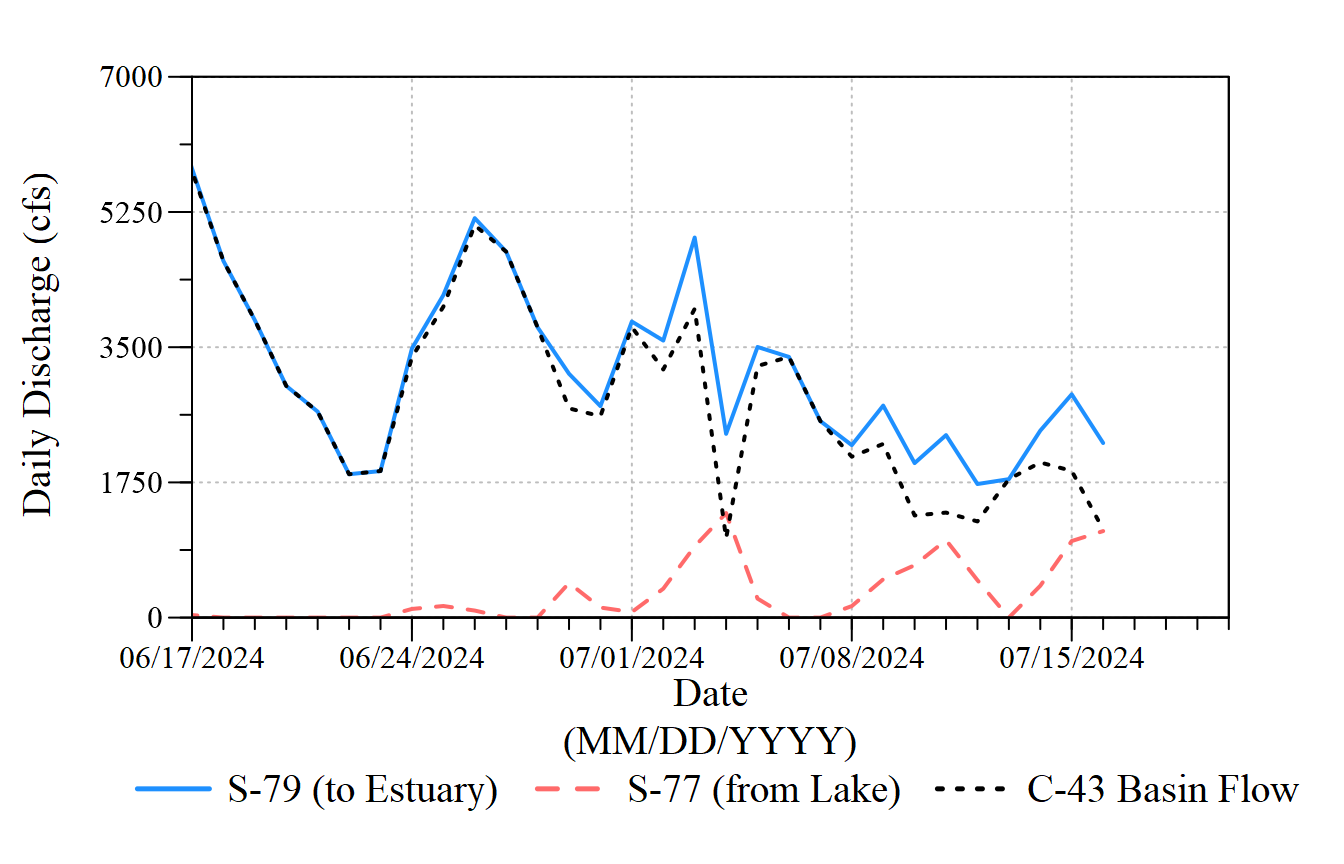 7000
5250
3500
1750
0
Daily Discharge (cfs)
06/17/2024 06/24/2024 07/01/2024 07/08/2024 07/15/2024
Date
(MM/DD/YYYY)
S-79 (to Estuary) S-77 (from Lake) C-43 Basin Flow